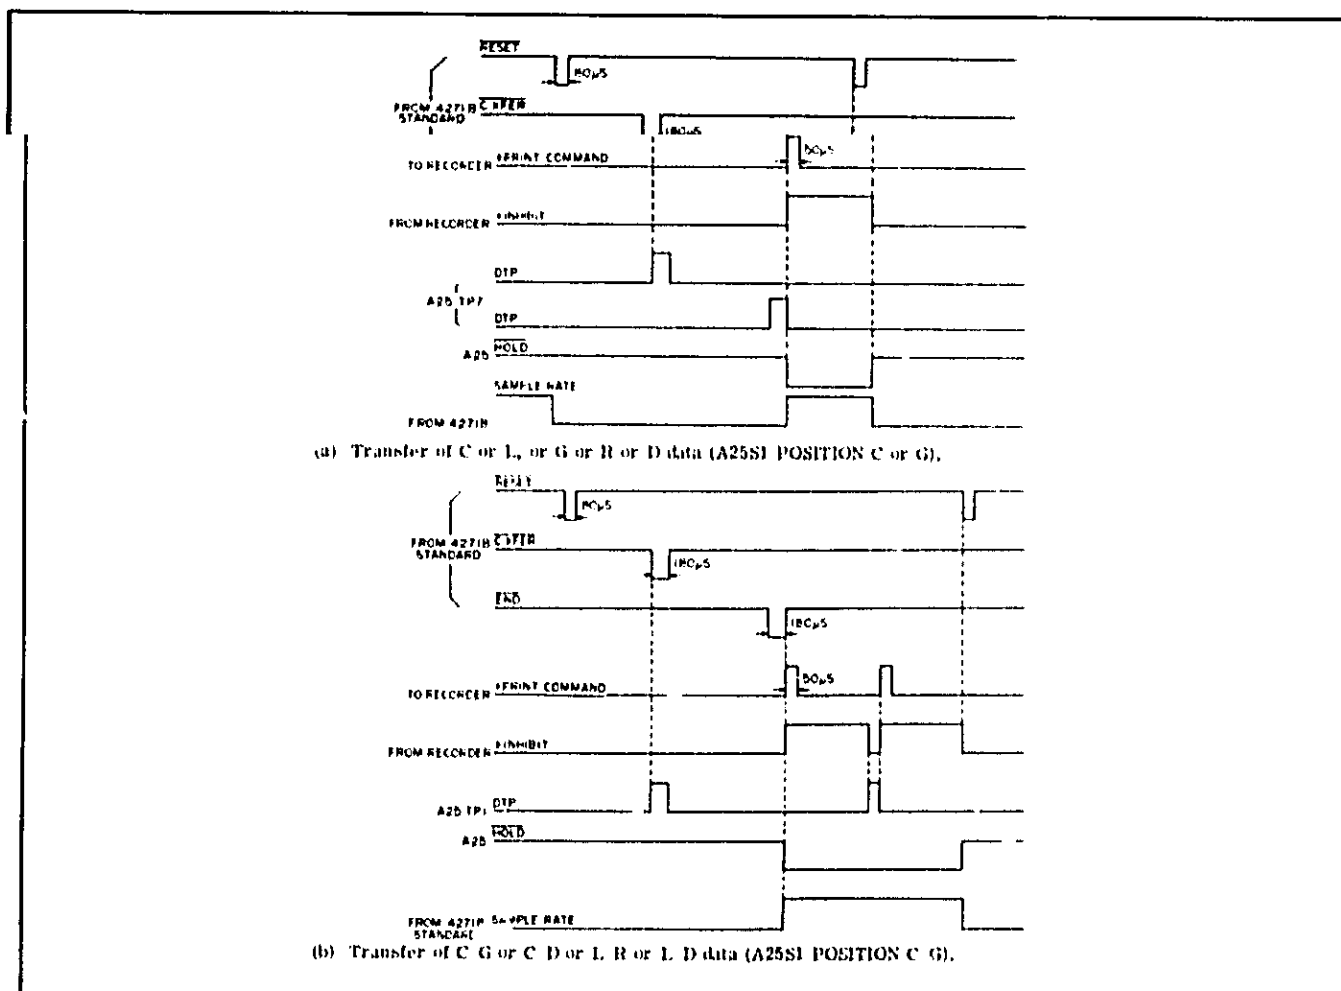 RESET
80µS
FROM 4271B
STANDARD
CXFER
180µS
TO RECORDER
PRINT COMMAND
50µS
FROM RECORDER
INHIBIT
DTP
A25 TP7
DTP
A25 HOLD
SAMPLE RATE
FROM 4271B
(a) Transfer of C or L, or G or R or D data (A25S1 POSITION C or G).
RESET
80µS
FROM 4271B
STANDARD
CXFER
180µS
END
180µS
TO RECORDER
PRINT COMMAND
50µS
FROM RECORDER
INHIBIT
A25 TP1
DTP
A25 HOLD
FROM 4271B
STANDARD
SAMPLE RATE
(b) Transfer of C G or C D or L R or L D data (A25S1 POSITION C G).